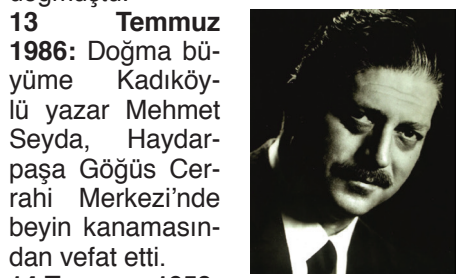 13 Temmuz
1986: Doğma bü-
yüme Kadıköy-
lü yazar Mehmet
Seyda, Haydar-
paşa Göğüs Cer-
rahi Merkezi'nde
beyin kanamasın-
dan vefat etti.